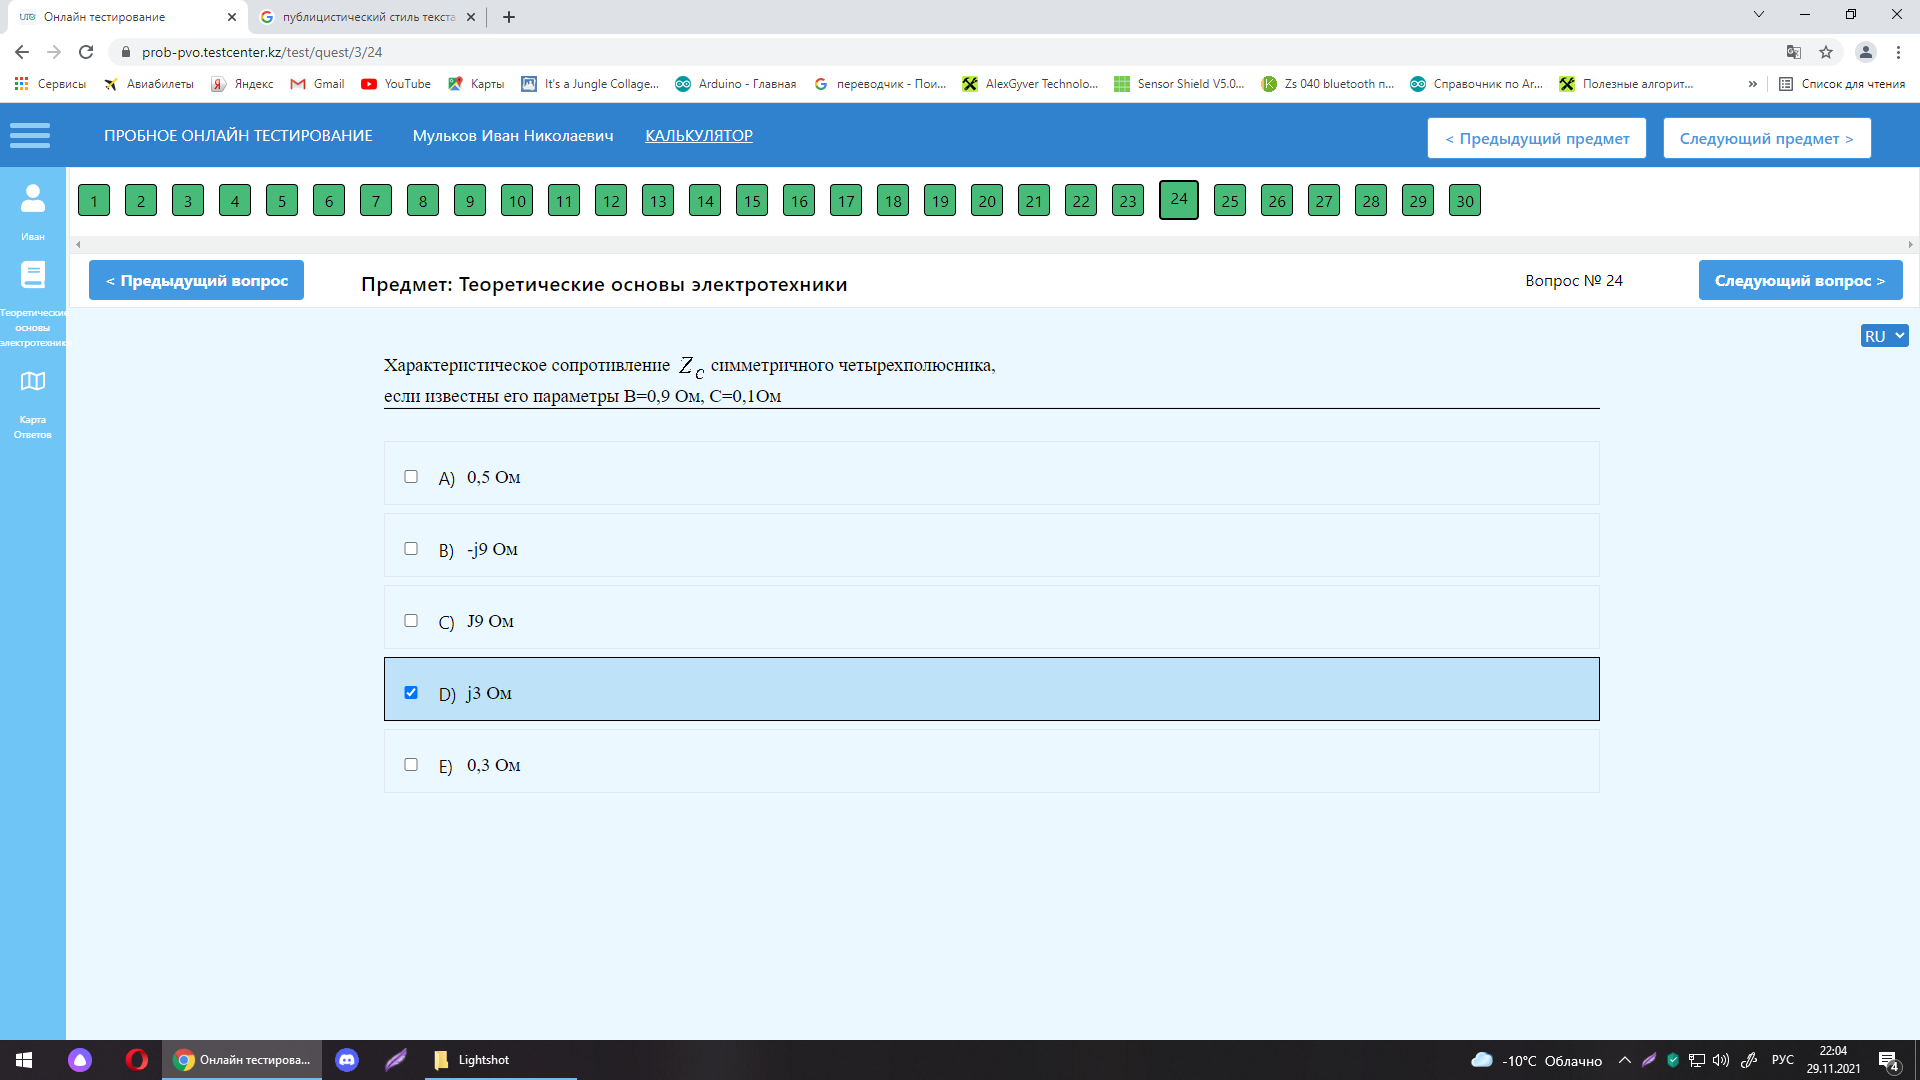 Онлайн тестирование
публицистический стиль текста
prob-pvo.testcenter.kz/test/quest/3/24
Сервисы Авиабилеты Яндекс Gmail YouTube Карты It's a Jungle Collage... Arduino - Главная переводчик - Пои... AlexGyver Technolo... Sensor Shield V5.0... Zs 040 bluetooth п... Справочник по Ar... Полезные алгорит... » Список для чтения
ПРОБНОЕ ОНЛАЙН ТЕСТИРОВАНИЕ Мульков Иван Николаевич КАЛЬКУЛЯТОР < Предыдущий предмет Следующий предмет >
1 2 3 4 5 6 7 8 9 10 11 12 13 14 15 16 17 18 19 20 21 22 23 24 25 26 27 28 29 30
Иван
Теоретические
основы
электротехник
Карта
Ответов
< Предыдущий вопрос Предмет: Теоретические основы электротехники Вопрос № 24 Следующий вопрос >
RU
Характеристическое сопротивление Z c симметричного четырехполюсника,
если известны его параметры В=0,9 Ом, С=0,1Ом
A) 0,5 Ом
B) -j9 Ом
C) J9 Ом
D) j3 Ом
E) 0,3 Ом
Онлайн тестирова... Lightshot -10°C Облачно РУС 22:04
29.11.2021
4